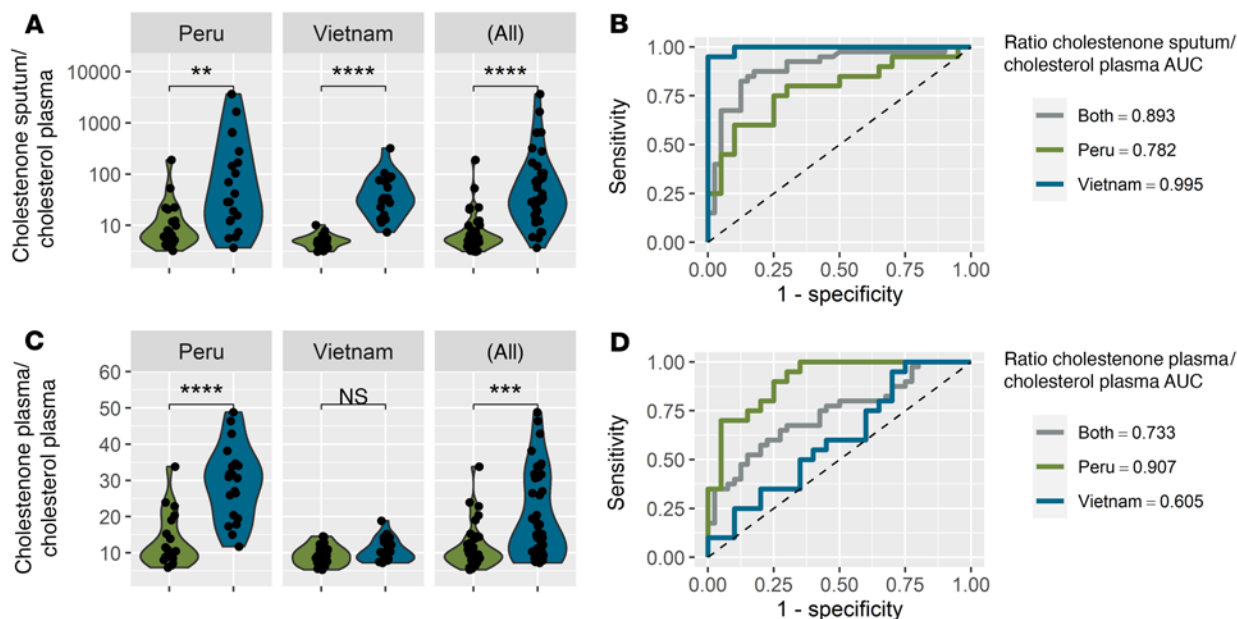 A
Peru
Vietnam
(All)
Cholestenone sputum/
cholesterol plasma
10000
1000
100
10
**
****
****
B
Sensitivity
1.00
0.75
0.50
0.25
0.00
0.00 0.25 0.50 0.75 1.00
1 - specificity
Ratio cholestenone sputum/
cholesterol plasma AUC
Both = 0.893
Peru = 0.782
Vietnam = 0.995
C
Peru
Vietnam
(All)
Cholestenone plasma/
cholesterol plasma
60
50
40
30
20
10
****
NS
***
D
Sensitivity
1.00
0.75
0.50
0.25
0.00
0.00 0.25 0.50 0.75 1.00
1 - specificity
Ratio cholestenone plasma/
cholesterol plasma AUC
Both = 0.733
Peru = 0.907
Vietnam = 0.605